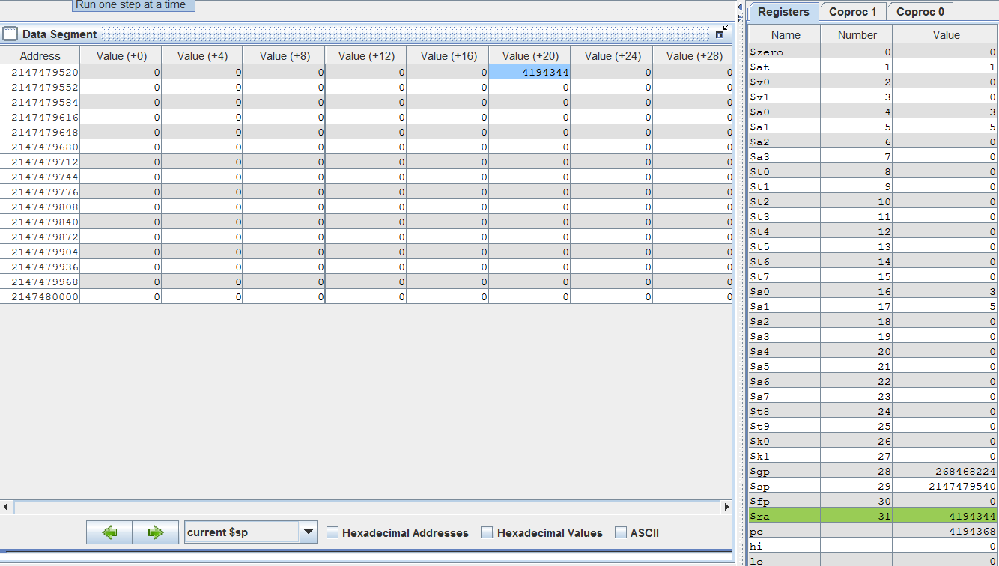 Run one step at a time
Data Segment
Address Value (+0) Value (+4) Value (+8) Value (+12) Value (+16) Value (+20) Value (+24) Value (+28)
2147479520 0 0 0 0 0 4194344 0 0
2147479552 0 0 0 0 0 0 0 0
2147479584 0 0 0 0 0 0 0 0
2147479616 0 0 0 0 0 0 0 0
2147479648 0 0 0 0 0 0 0 0
2147479680 0 0 0 0 0 0 0 0
2147479712 0 0 0 0 0 0 0 0
2147479744 0 0 0 0 0 0 0 0
2147479776 0 0 0 0 0 0 0 0
2147479808 0 0 0 0 0 0 0 0
2147479840 0 0 0 0 0 0 0 0
2147479872 0 0 0 0 0 0 0 0
2147479904 0 0 0 0 0 0 0 0
2147479936 0 0 0 0 0 0 0 0
2147479968 0 0 0 0 0 0 0 0
2147480000 0 0 0 0 0 0 0 0
current $sp Hexadecimal Addresses Hexadecimal Values ASCII
Registers Coproc 1 Coproc 0
Name Number Value
$zero 0 0
$at 1 1
$v0 2 0
$v1 3 0
$a0 4 3
$a1 5 5
$a2 6 0
$a3 7 0
$t0 8 0
$t1 9 0
$t2 10 0
$t3 11 0
$t4 12 0
$t5 13 0
$t6 14 0
$t7 15 0
$s0 16 3
$s1 17 5
$s2 18 0
$s3 19 0
$s4 20 0
$s5 21 0
$s6 22 0
$s7 23 0
$t8 24 0
$t9 25 0
$k0 26 0
$k1 27 0
$gp 28 268468224
$sp 29 2147479540
$fp 30 0
$ra 31 4194344
pc 4194368
hi 0
lo 0